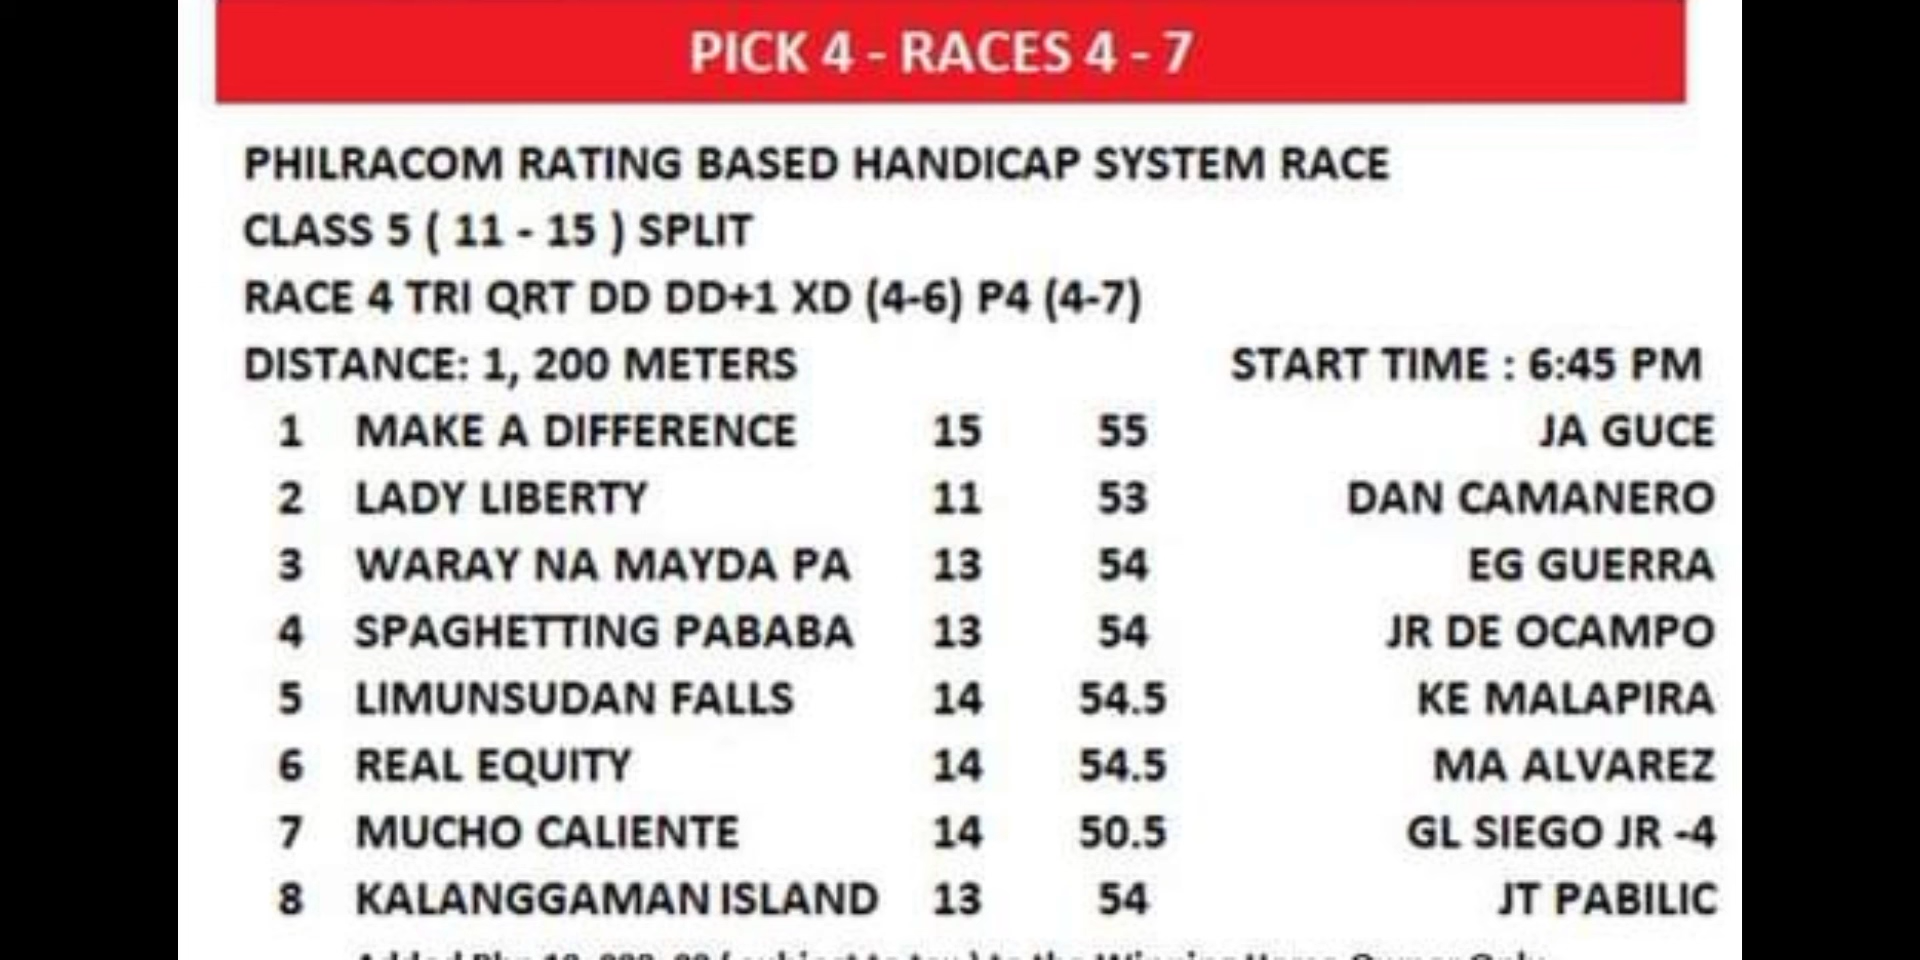 PICK 4 - RACES 4 - 7
PHILRACOM RATING BASED HANDICAP SYSTEM RACE
CLASS 5 ( 11 - 15 ) SPLIT
RACE 4 TRI QRT DD DD+1 XD (4-6) P4 (4-7)
DISTANCE: 1, 200 METERS START TIME : 6:45 PM
1 MAKE A DIFFERENCE 15 55 JA GUCE
2 LADY LIBERTY 11 53 DAN CAMANERO
3 WARAY NA MAYDA PA 13 54 EG GUERRA
4 SPAGHETTING PABABA 13 54 JR DE OCAMPO
5 LIMUNSUDAN FALLS 14 54.5 KE MALAPIRA
6 REAL EQUITY 14 54.5 MA ALVAREZ
7 MUCHO CALIENTE 14 50.5 GL SIEGO JR -4
8 KALANGGAMAN ISLAND 13 54 JT PABILIC